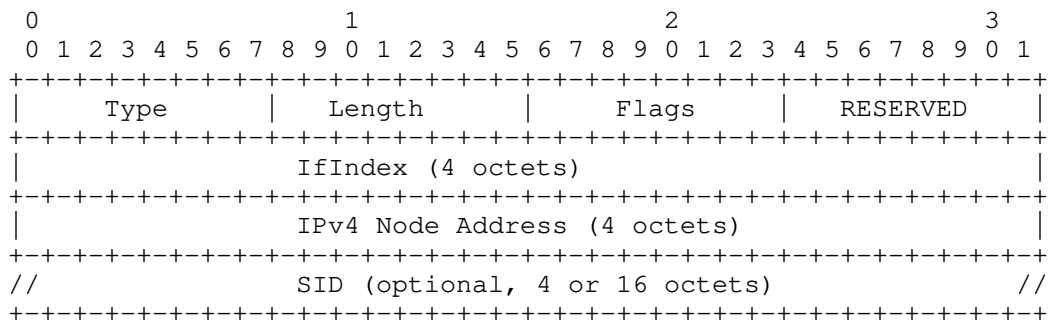 0                   1                   2                   3
 0 1 2 3 4 5 6 7 8 9 0 1 2 3 4 5 6 7 8 9 0 1 2 3 4 5 6 7 8 9 0 1
+-+-+-+-+-+-+-+-+-+-+-+-+-+-+-+-+-+-+-+-+-+-+-+-+-+-+-+-+-+-+-+-+
|     Type      |   Length      |     Flags     |   RESERVED    |
+-+-+-+-+-+-+-+-+-+-+-+-+-+-+-+-+-+-+-+-+-+-+-+-+-+-+-+-+-+-+-+-+
|                 IfIndex (4 octets)                            |
+-+-+-+-+-+-+-+-+-+-+-+-+-+-+-+-+-+-+-+-+-+-+-+-+-+-+-+-+-+-+-+-+
|                 IPv4 Node Address (4 octets)                  |
+-+-+-+-+-+-+-+-+-+-+-+-+-+-+-+-+-+-+-+-+-+-+-+-+-+-+-+-+-+-+-+-+
//                SID (optional, 4 or 16 octets)               //
+-+-+-+-+-+-+-+-+-+-+-+-+-+-+-+-+-+-+-+-+-+-+-+-+-+-+-+-+-+-+-+-+